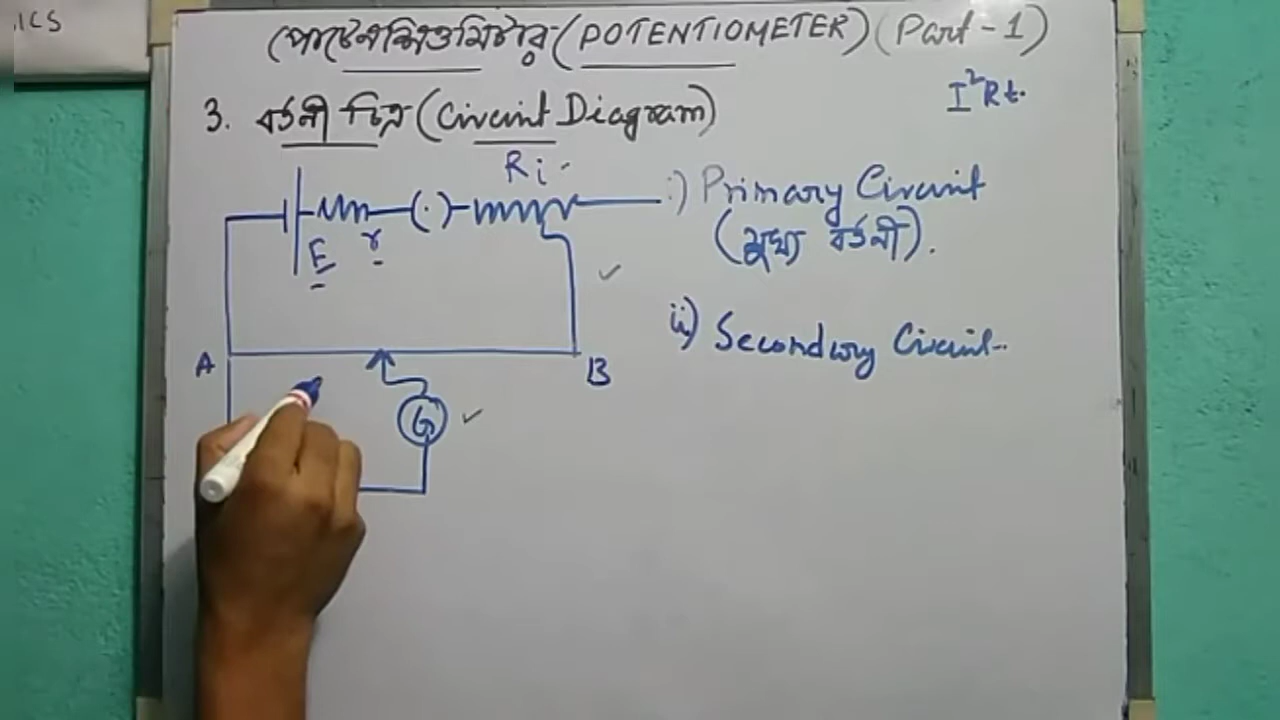 .ICS
পোটেনশিওমিটার (POTENTIOMETER) (Part - 1)
I²Rt.
3. বর্তনী চিত্র (Circuit Diagram)
Ri
E r
i) Primary Circuit
(মুখ্য বর্তনী).
ii) Secondary Circuit
A B
G